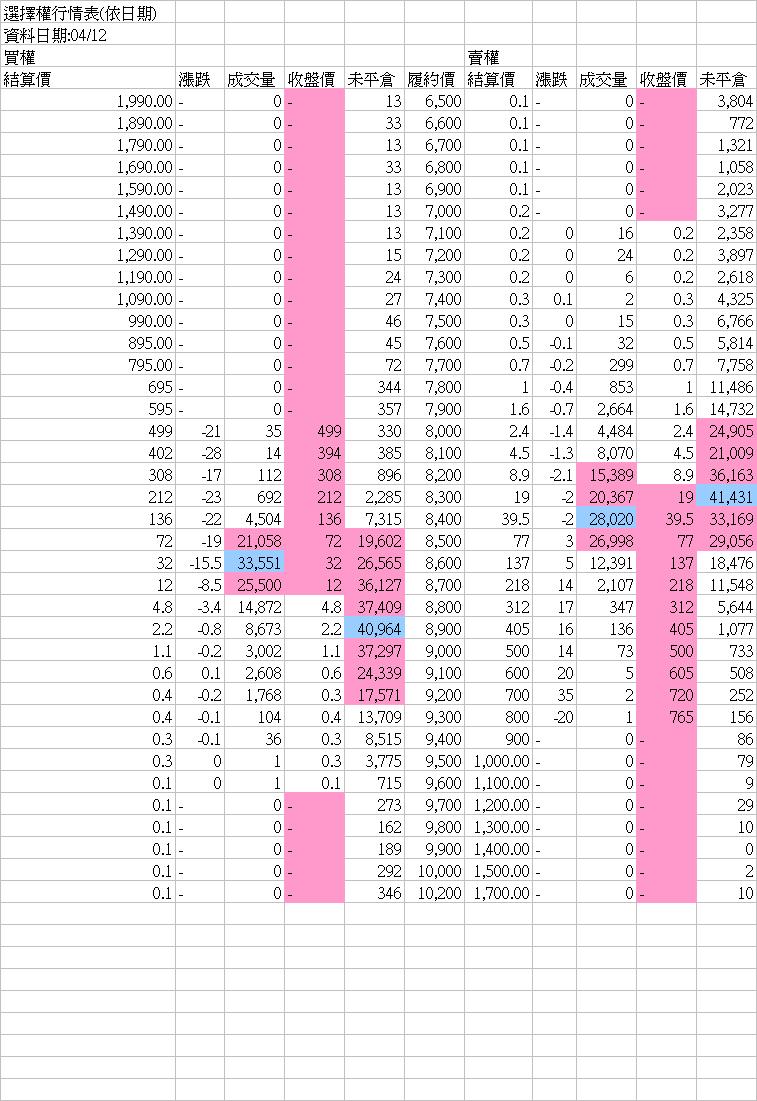 選擇權行情表(依日期)
資料日期:04/12
買權 賣權
結算價 漲跌 成交量 收盤價 未平倉 履約價 結算價 漲跌 成交量 收盤價 未平倉
1,990.00 - 0 - 13 6,500 0.1 - 0 - 3,804
1,890.00 - 0 - 33 6,600 0.1 - 0 - 772
1,790.00 - 0 - 13 6,700 0.1 - 0 - 1,321
1,690.00 - 0 - 33 6,800 0.1 - 0 - 1,058
1,590.00 - 0 - 13 6,900 0.1 - 0 - 2,023
1,490.00 - 0 - 13 7,000 0.2 - 0 - 3,277
1,390.00 - 0 - 13 7,100 0.2 0 16 0.2 2,358
1,290.00 - 0 - 15 7,200 0.2 0 24 0.2 3,897
1,190.00 - 0 - 24 7,300 0.2 0 6 0.2 2,618
1,090.00 - 0 - 27 7,400 0.3 0.1 2 0.3 4,325
990.00 - 0 - 46 7,500 0.3 0 15 0.3 6,766
895.00 - 0 - 45 7,600 0.5 -0.1 32 0.5 5,814
795.00 - 0 - 72 7,700 0.7 -0.2 299 0.7 7,758
695 - 0 - 344 7,800 1 -0.4 853 1 11,486
595 - 0 - 357 7,900 1.6 -0.7 2,664 1.6 14,732
499 -21 35 499 330 8,000 2.4 -1.4 4,484 2.4 24,905
402 -28 14 394 385 8,100 4.5 -1.3 8,070 4.5 21,009
308 -17 112 308 896 8,200 8.9 -2.1 15,389 8.9 36,163
212 -23 692 212 2,285 8,300 19 -2 20,367 19 41,431
136 -22 4,504 136 7,315 8,400 39.5 -2 28,020 39.5 33,169
72 -19 21,058 72 19,602 8,500 77 3 26,998 77 29,056
32 -15.5 33,551 32 26,565 8,600 137 5 12,391 137 18,476
12 -8.5 25,500 12 36,127 8,700 218 14 2,107 218 11,548
4.8 -3.4 14,872 4.8 37,409 8,800 312 17 347 312 5,644
2.2 -0.8 8,673 2.2 40,964 8,900 405 16 136 405 1,077
1.1 -0.2 3,002 1.1 37,297 9,000 500 14 73 500 733
0.6 0.1 2,608 0.6 24,339 9,100 600 20 5 605 508
0.4 -0.2 1,768 0.3 17,571 9,200 700 35 2 720 252
0.4 -0.1 104 0.4 13,709 9,300 800 -20 1 765 156
0.3 -0.1 36 0.3 8,515 9,400 900 - 0 - 86
0.3 0 1 0.3 3,775 9,500 1,000.00 - 0 - 79
0.1 0 1 0.1 715 9,600 1,100.00 - 0 - 9
0.1 - 0 - 273 9,700 1,200.00 - 0 - 29
0.1 - 0 - 162 9,800 1,300.00 - 0 - 10
0.1 - 0 - 189 9,900 1,400.00 - 0 - 0
0.1 - 0 - 292 10,000 1,500.00 - 0 - 2
0.1 - 0 - 346 10,200 1,700.00 - 0 - 10